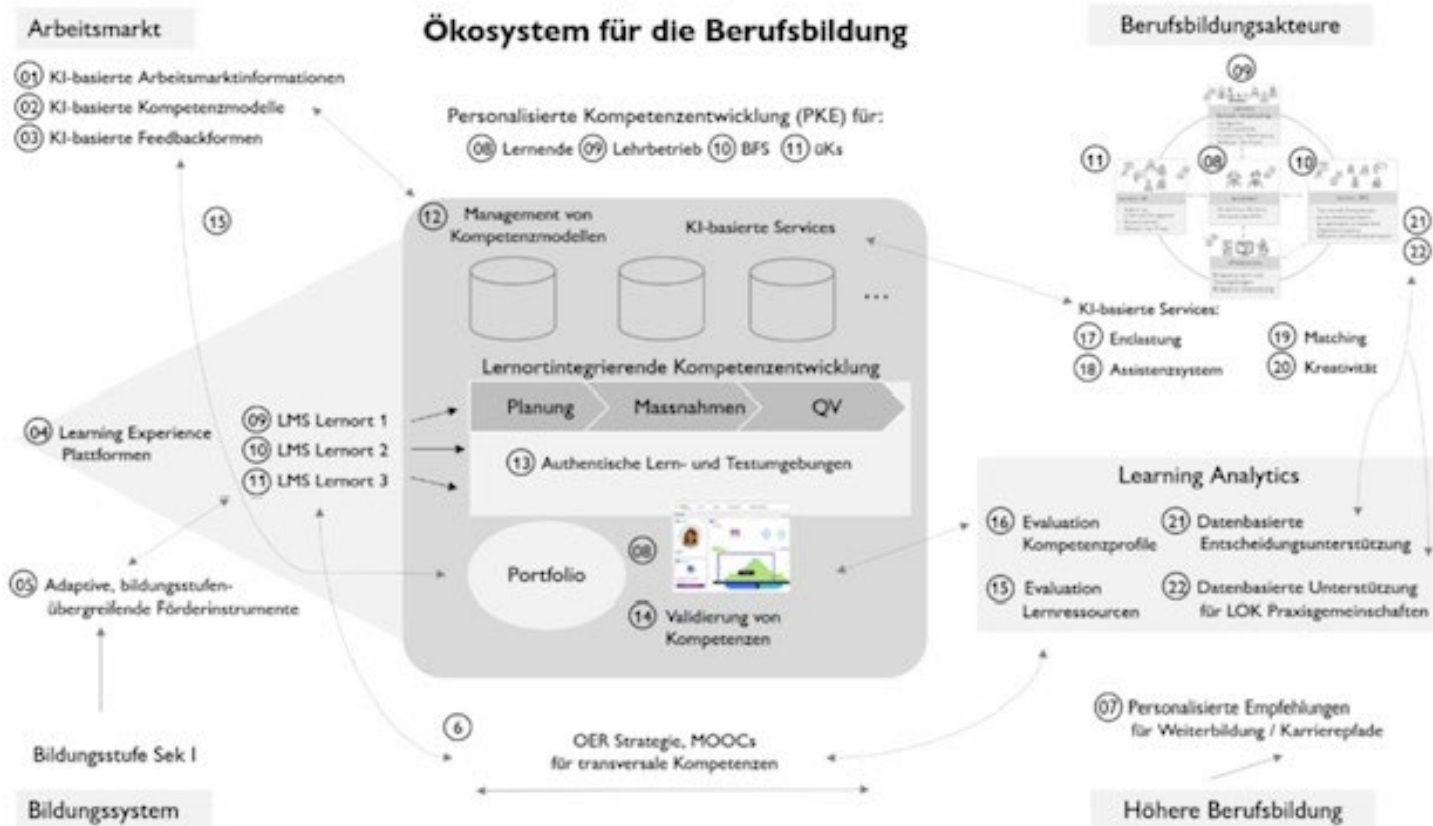 Ökosystem für die Berufsbildung
Arbeitsmarkt
01 KI-basierte Arbeitsmarktinformationen
02 KI-basierte Kompetenzmodelle
03 KI-basierte Feedbackformen
Personalisierte Kompetenzentwicklung (PKE) für:
08 Lernende 09 Lehrbetrieb 10 BFS 11 üKs
Berufsbildungsakteure
09
11
08
10
21
22
15
12 Management von
Kompetenzmodellen
KI-basierte Services
...
KI-basierte Services:
17 Entlastung
18 Assistenzsystem
19 Matching
20 Kreativität
Lernortintegrierende Kompetenzentwicklung
Planung
Massnahmen
QV
04 Learning Experience
Plattformen
09 LMS Lernort 1
10 LMS Lernort 2
11 LMS Lernort 3
13 Authentische Lern- und Testumgebungen
Portfolio
08
14 Validierung von
Kompetenzen
Learning Analytics
16 Evaluation
Kompetenzprofile
21 Datenbasierte
Entscheidungsunterstützung
15 Evaluation
Lernressourcen
22 Datenbasierte Unterstützung
für LOK Praxisgemeinschaften
05 Adaptive, bildungsstufen-
übergreifende Förderinstrumente
Bildungsstufe Sek I
Bildungssystem
6
OER Strategie, MOOCs
für transversale Kompetenzen
07 Personalisierte Empfehlungen
für Weiterbildung / Karrierepfade
Höhere Berufsbildung